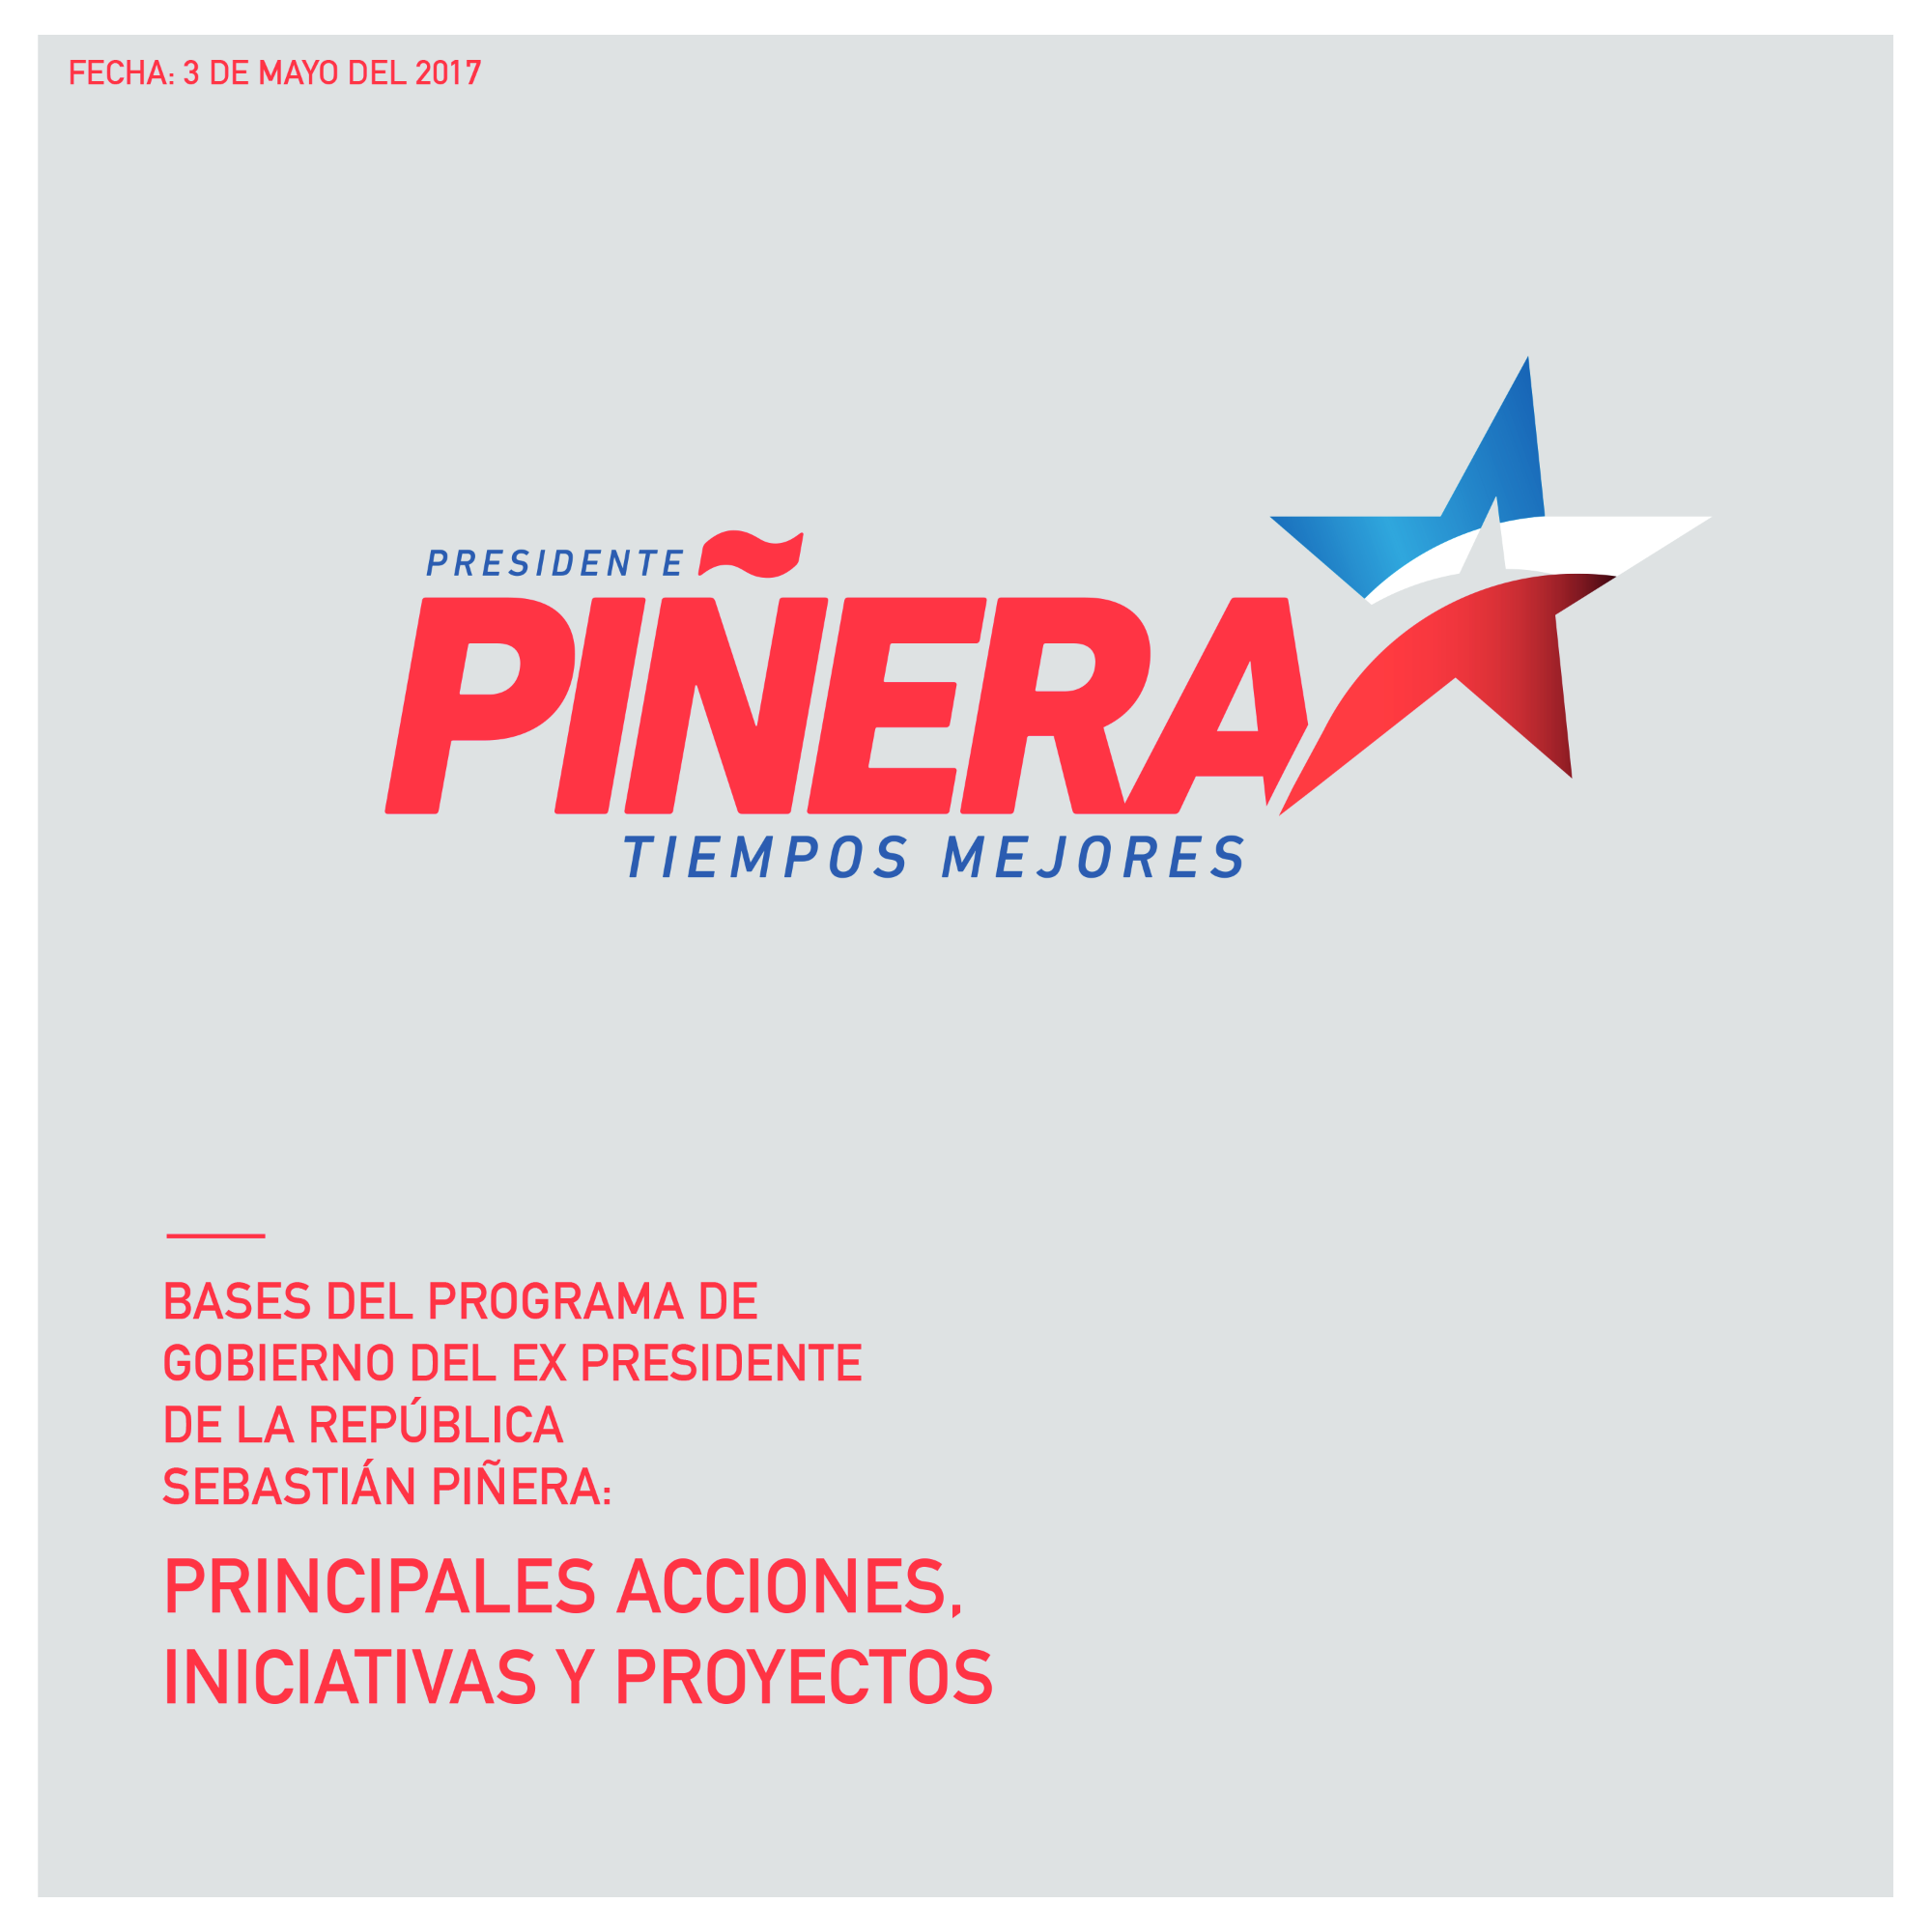 FECHA: 3 DE MAYO DEL 2017
PRESIDENTE
PIÑERA
TIEMPOS MEJORES
BASES DEL PROGRAMA DE
GOBIERNO DEL EX PRESIDENTE
DE LA REPÚBLICA
SEBASTIÁN PIÑERA:
PRINCIPALES ACCIONES,
INICIATIVAS Y PROYECTOS